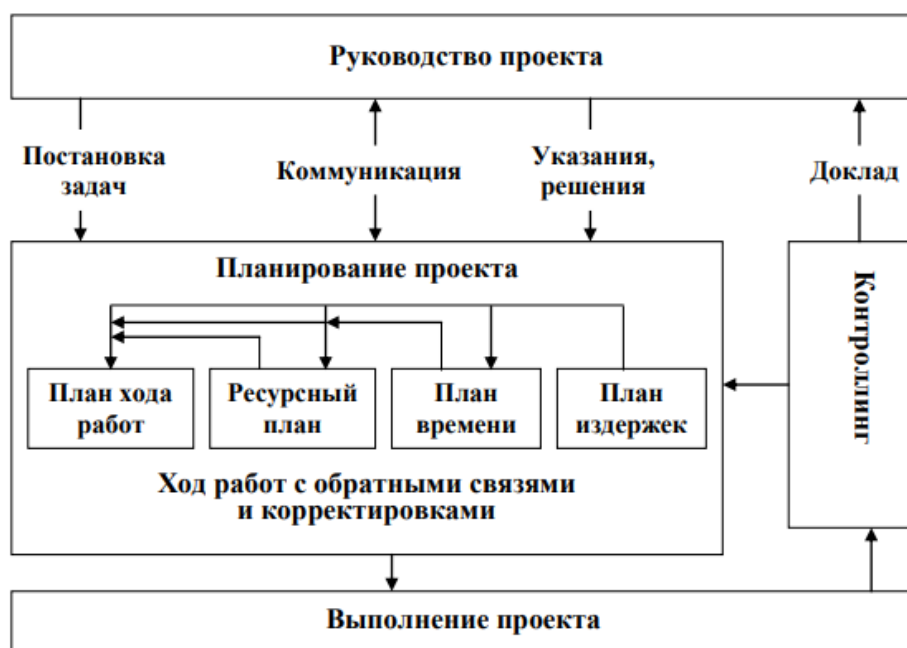 Руководство проекта
Постановка
задач
Коммуникация
Указания,
решения
Доклад
Планирование проекта
Контроллинг
План хода
работ
Ресурсный
план
План
времени
План
издержек
Ход работ с обратными связями
и корректировками
Выполнение проекта